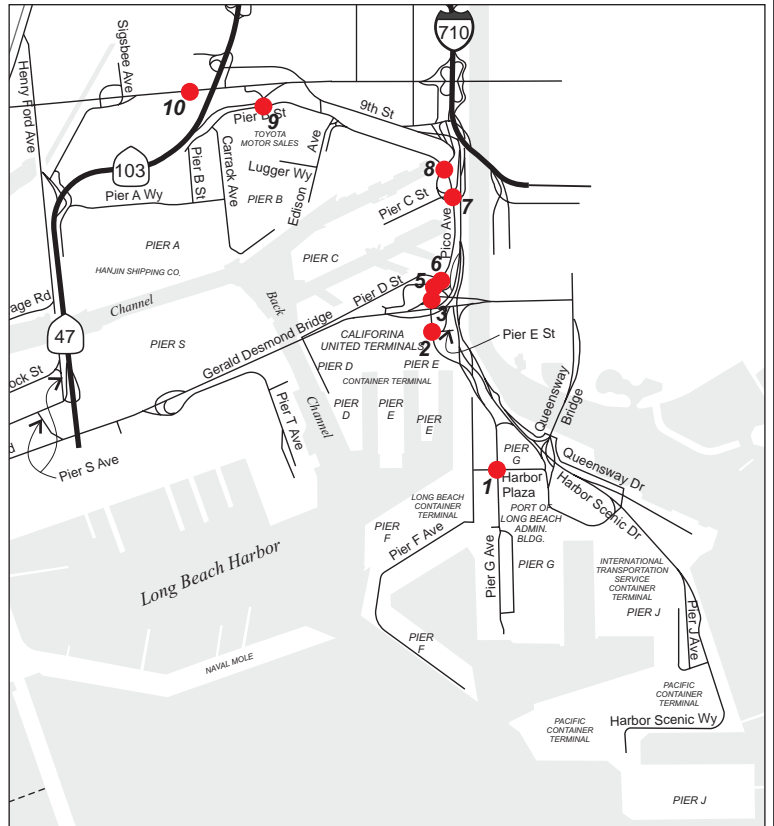 710
Sigsbee Ave
Henry Ford Ave
10
9th St
Pier B St
9
TOYOTA
MOTOR SALES
Ave
Edison
103
Pier B St
Carrack Ave
Lugger Wy
8
Pier A Wy
PIER B
Pier C St
7
Pico Ave
PIER A
PIER C
HANJIN SHIPPING CO.
6
age Rd
Channel
Back
Pier D St
5
3
47
PIER S
Gerald Desmond Bridge
CALIFORINA
UNITED TERMINALS
2
Pier E St
ock St
PIER D
PIER E
CONTAINER TERMINAL
Queensway
Bridge
Pier T Ave
Channel
PIER
D
PIER
E
PIER
E
d
Pier S Ave
PIER
G
Queensway Dr
1
Harbor
Plaza
Harbor Scenic Dr
LONG BEACH
CONTAINER
TERMINAL
PORT OF
LONG BEACH
ADMIN.
BLDG.
PIER
F
Pier F Ave
Long Beach Harbor
Pier G Ave
PIER G
INTERNATIONAL
TRANSPORTATION
SERVICE
CONTAINER
TERMINAL
PIER J
Pier J Ave
PIER
F
NAVAL MOLE
PACIFIC
CONTAINER
TERMINAL
PACIFIC
CONTAINER
TERMINAL
Harbor Scenic Wy
PIER J